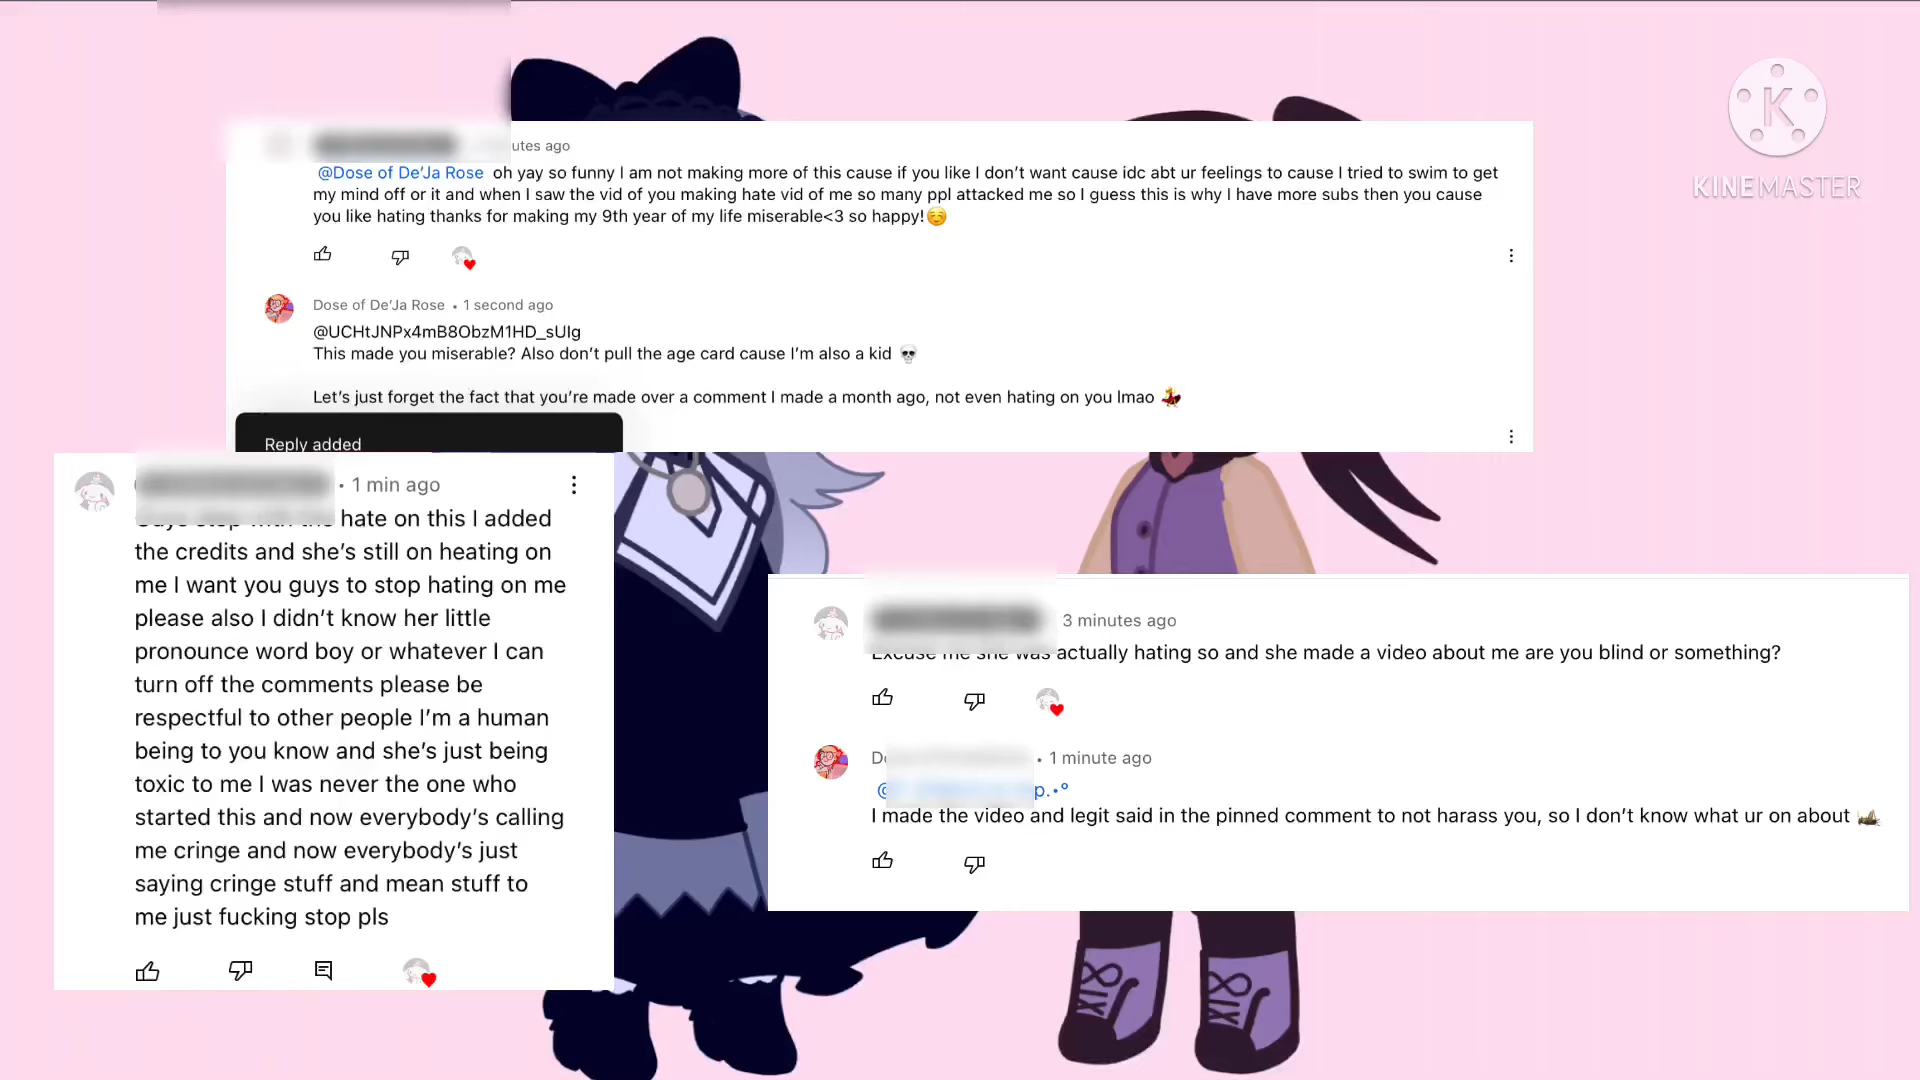 utes ago
@Dose of De'Ja Rose oh yay so funny I am not making more of this cause if you like I don't want cause idc abt ur feelings to cause I tried to swim to get
my mind off or it and when I saw the vid of you making hate vid of me so many ppl attacked me so I guess this is why I have more subs then you cause
you like hating thanks for making my 9th year of my life miserable<3 so happy!☺️
Dose of De'Ja Rose • 1 second ago
@UCHtJNPx4mB8ObzM1HD_sUIg
This made you miserable? Also don't pull the age card cause I'm also a kid 💀
Let's just forget the fact that you're made over a comment I made a month ago, not even hating on you lmao
Reply added
• 1 min ago
hate on this I added
the credits and she's still on heating on
me I want you guys to stop hating on me
please also I didn't know her little
pronounce word boy or whatever I can
turn off the comments please be
respectful to other people I'm a human
being to you know and she's just being
toxic to me I was never the one who
started this and now everybody's calling
me cringe and now everybody's just
saying cringe stuff and mean stuff to
me just fucking stop pls
3 minutes ago
Excuse me she was actually hating so and she made a video about me are you blind or something?
• 1 minute ago
p.•°
I made the video and legit said in the pinned comment to not harass you, so I don't know what ur on about 🦗
K
KINEMASTER